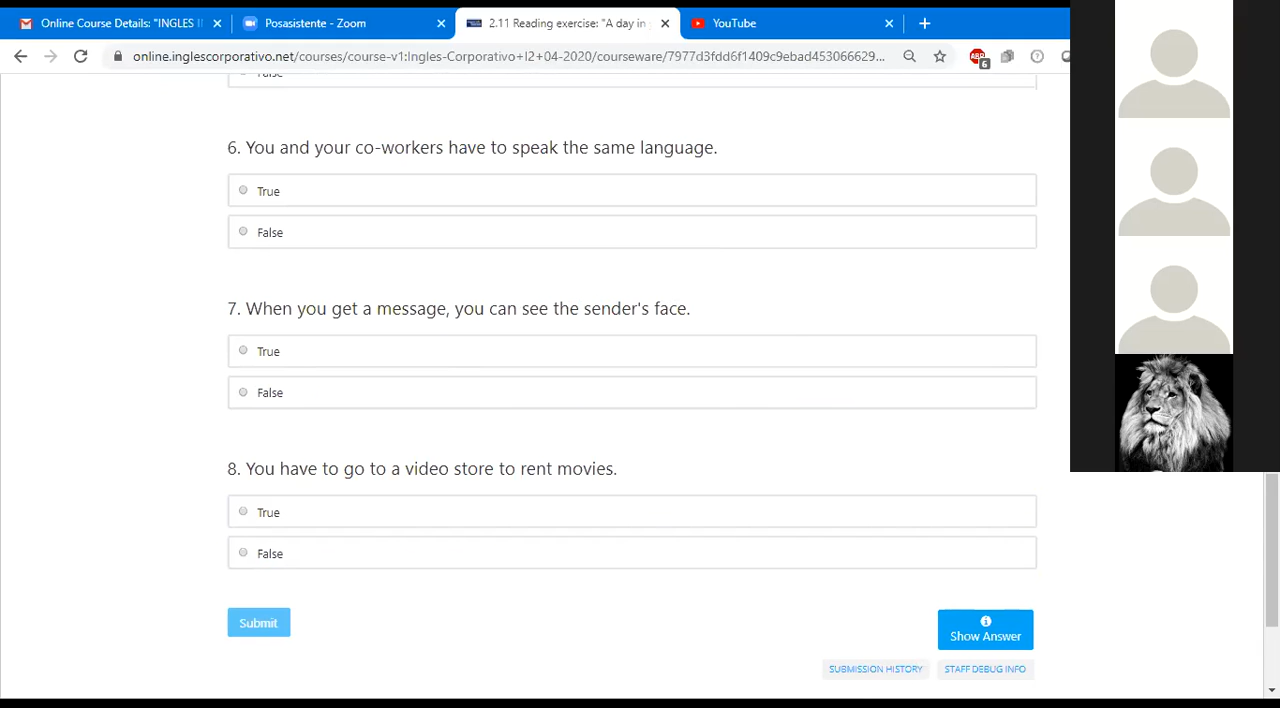 Online Course Details: "INGLES I
Posasistente - Zoom
2.11 Reading exercise: "A day in
YouTube
online.inglescorporativo.net/courses/course-v1:Ingles-Corporativo+I2+04-2020/courseware/7977d3fdd6f1409c9ebad453066629...
ABP
6
False
6. You and your co-workers have to speak the same language.
True
False
7. When you get a message, you can see the sender's face.
True
False
8. You have to go to a video store to rent movies.
True
False
Submit
Show Answer
SUBMISSION HISTORY
STAFF DEBUG INFO